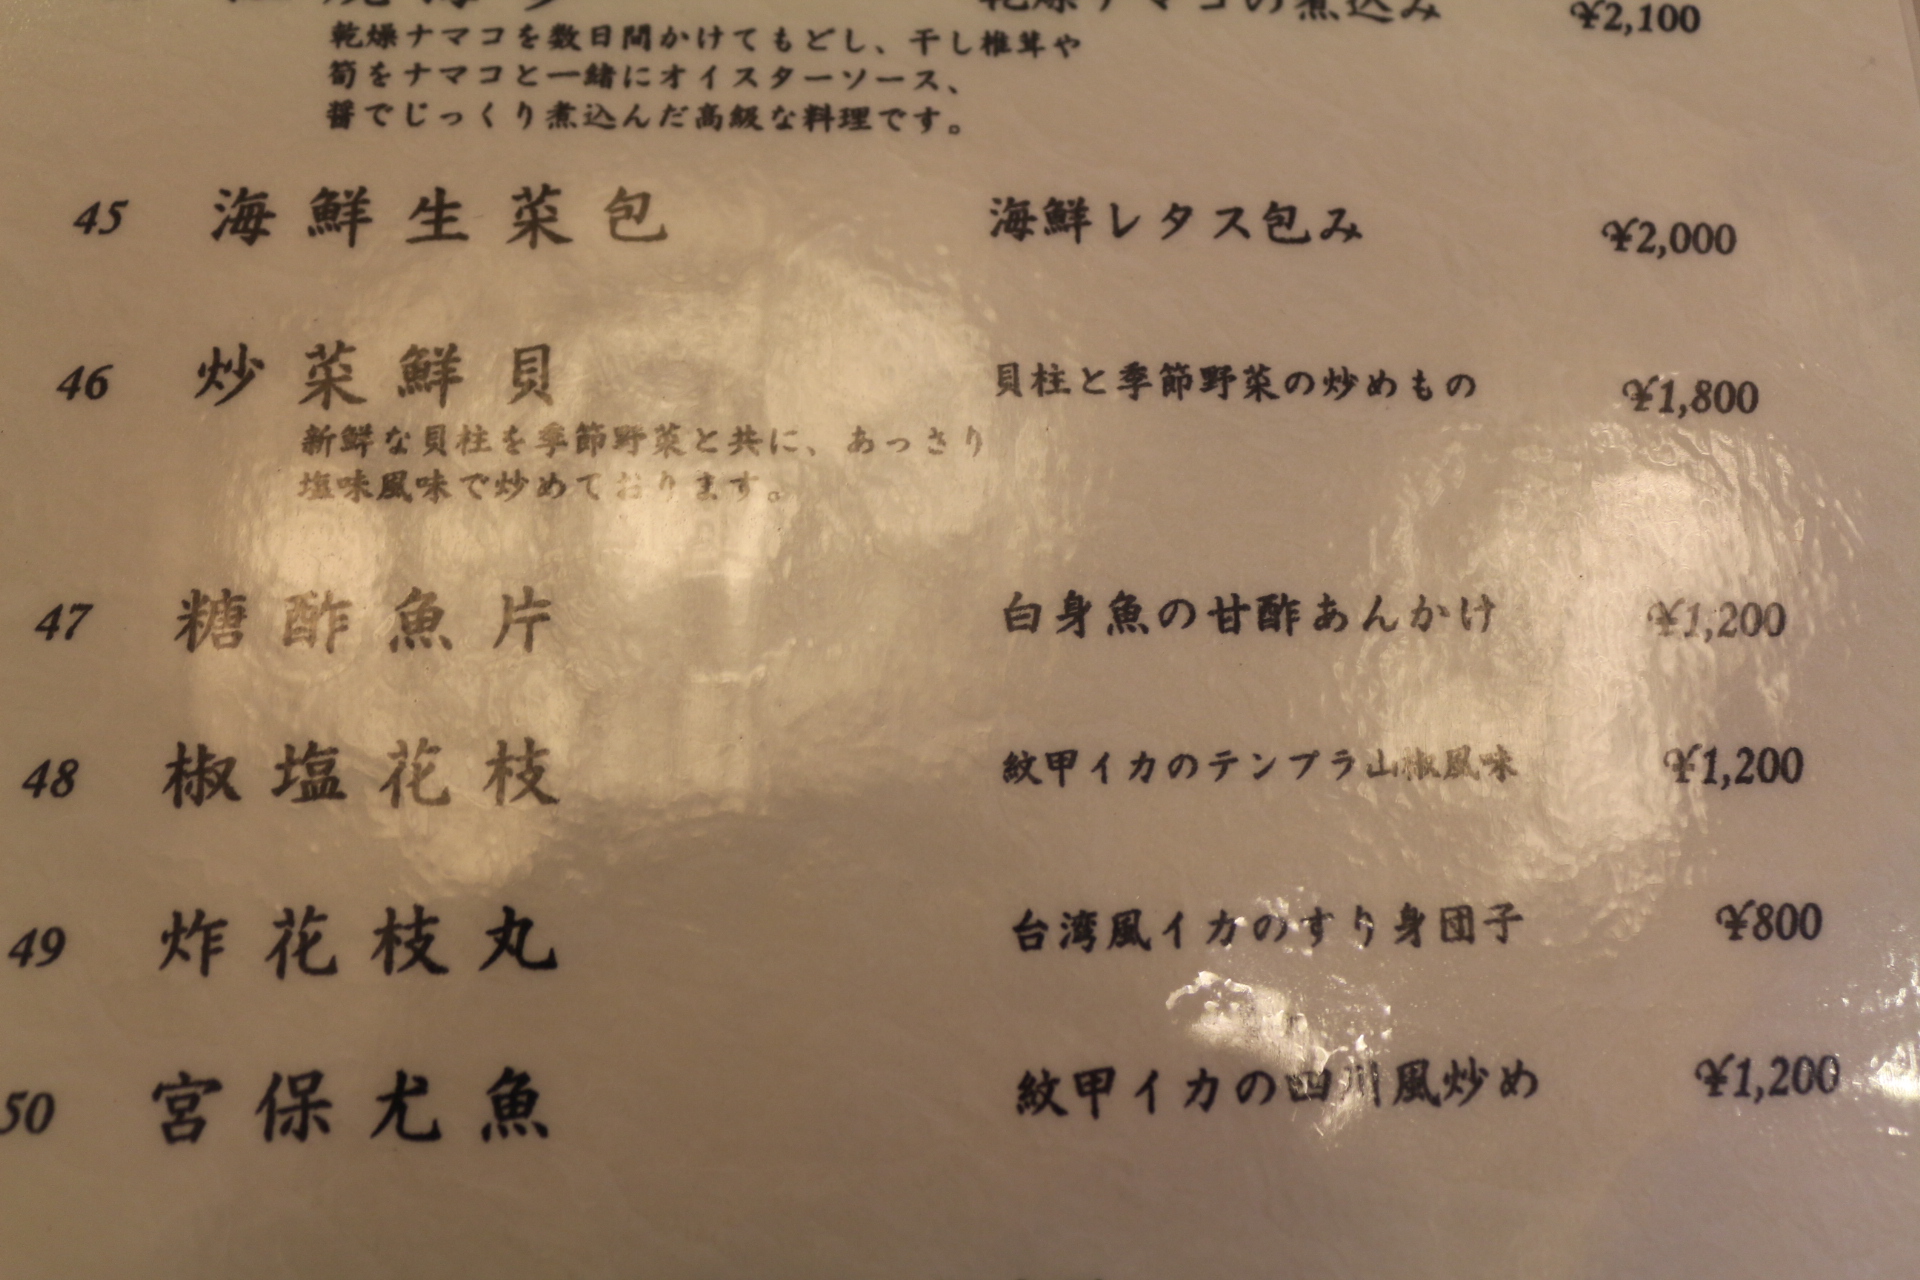 乾燥ナマコの煮込み ¥2,100
乾燥ナマコを数日間かけてもどし、干し椎茸や
筍をナマコと一緒にオイスターソース、
醤でじっくり煮込んだ高級な料理です。
45 海鮮生菜包 海鮮レタス包み ¥2,000
46 炒菜鮮貝 貝柱と季節野菜の炒めもの ¥1,800
新鮮な貝柱を季節野菜と共に、あっさり
塩味風味で炒めております。
47 糖酢魚片 白身魚の甘酢あんかけ ¥1,200
48 椒塩花枝 紋甲イカのテンプラ山椒風味 ¥1,200
49 炸花枝丸 台湾風イカのすり身団子 ¥800
50 宮保尤魚 紋甲イカの四川風炒め ¥1,200